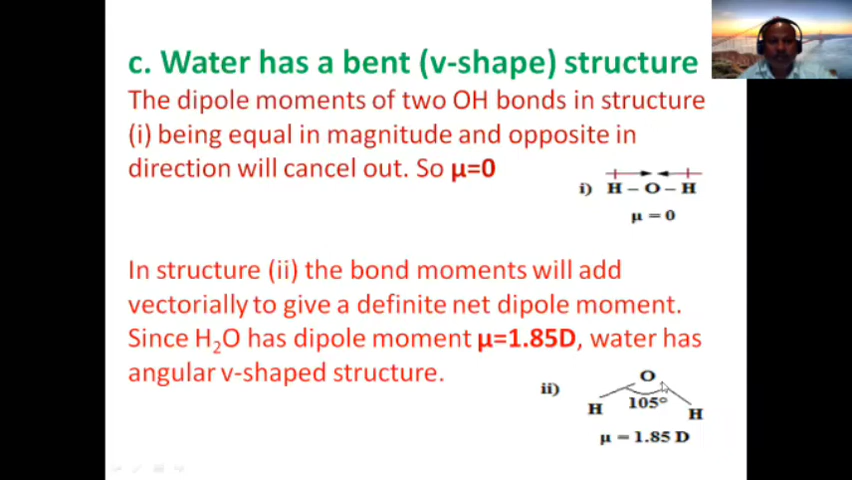 c. Water has a bent (v-shape) structure
The dipole moments of two OH bonds in structure
(i) being equal in magnitude and opposite in
direction will cancel out. So μ=0
i) H – O – H
μ = 0
In structure (ii) the bond moments will add
vectorially to give a definite net dipole moment.
Since H₂O has dipole moment μ=1.85D, water has
angular v-shaped structure.
ii)
O
H 105° H
μ = 1.85 D